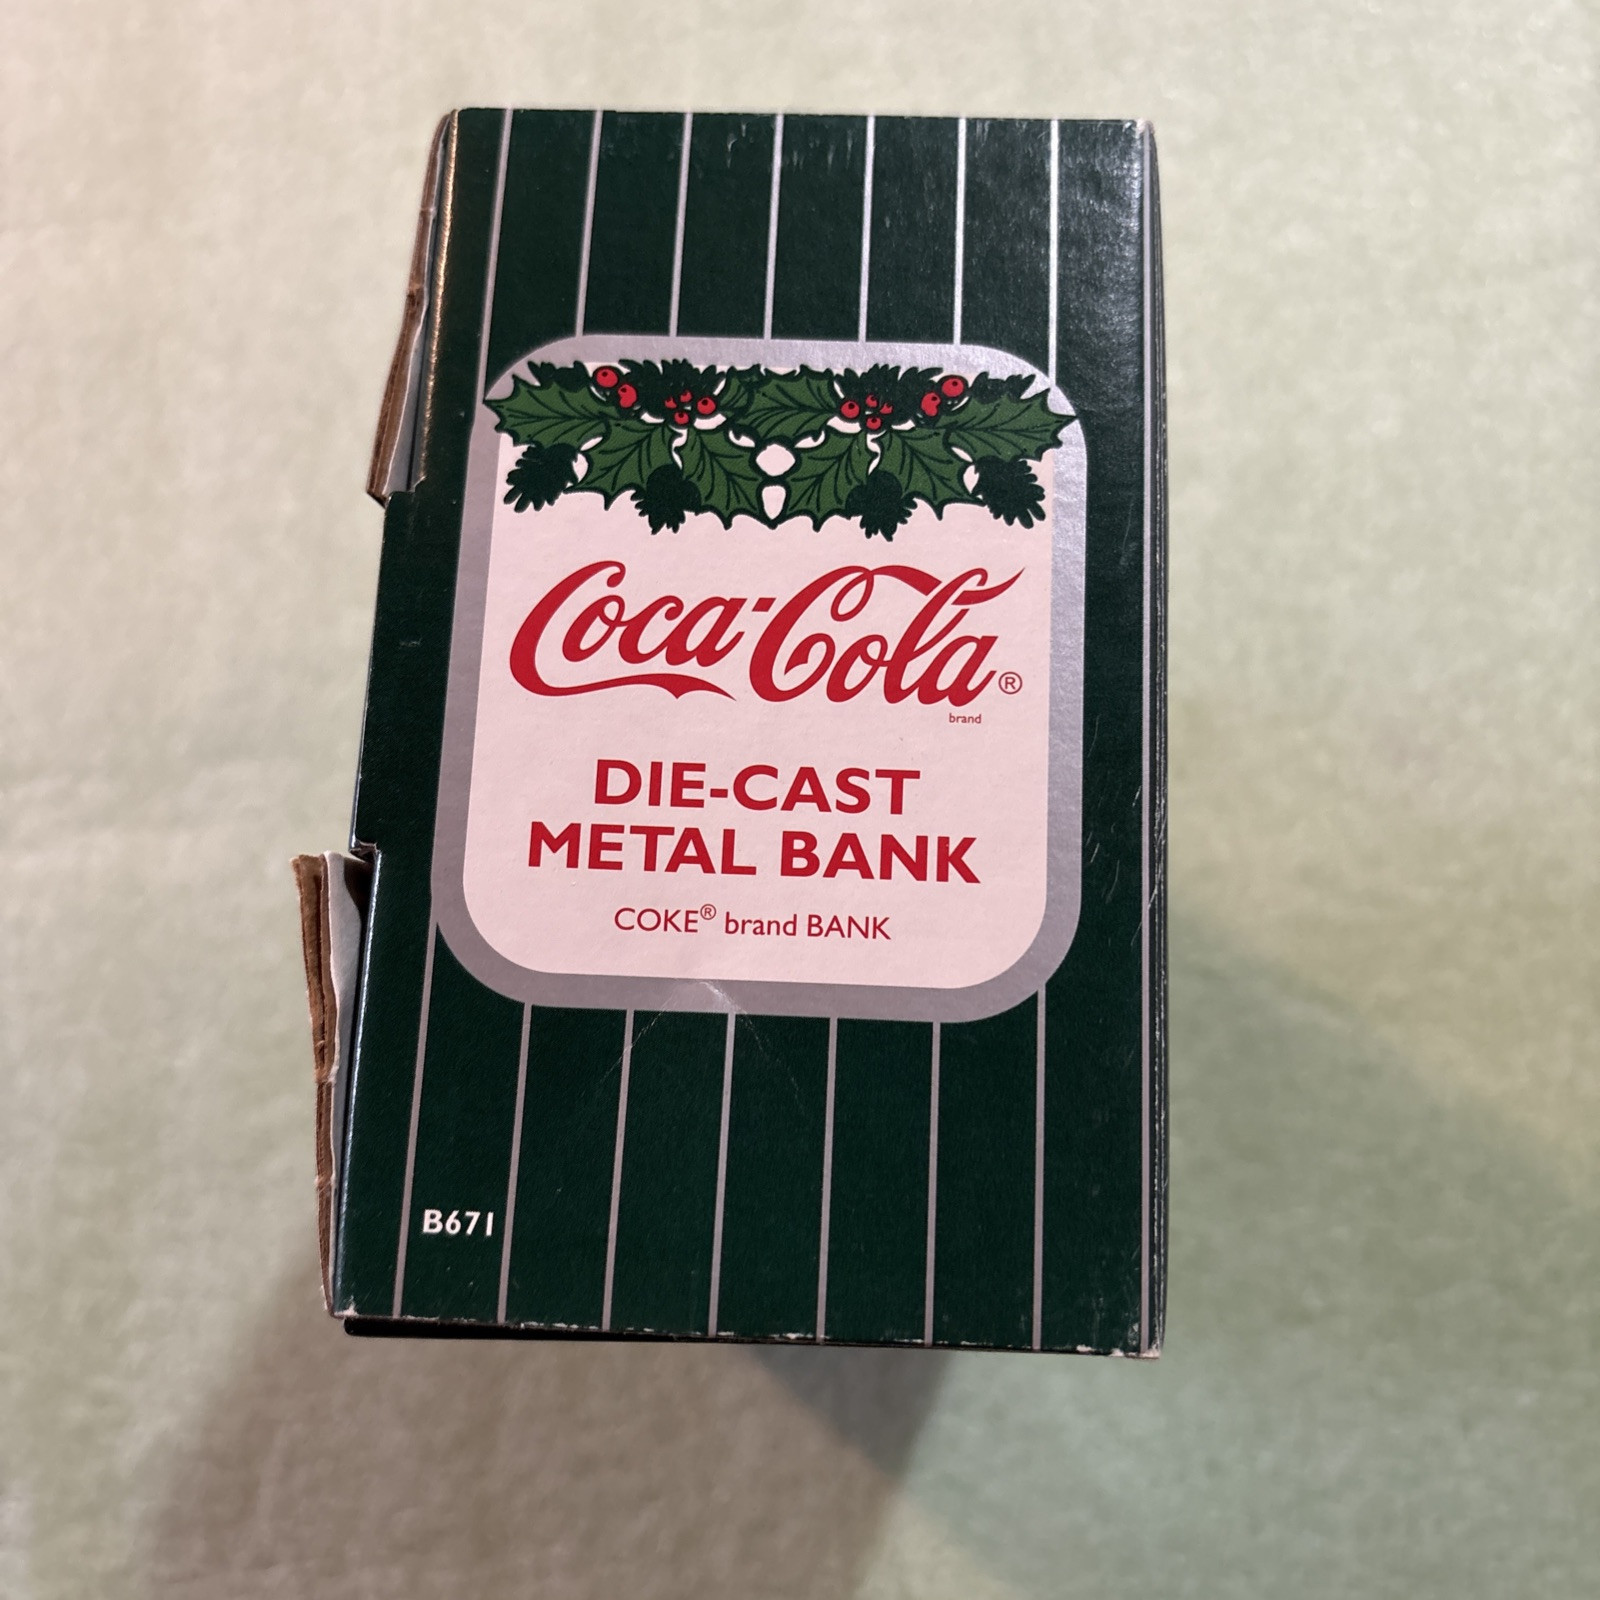 Coca-Cola®
brand
DIE-CAST
METAL BANK
COKE® brand BANK
B671